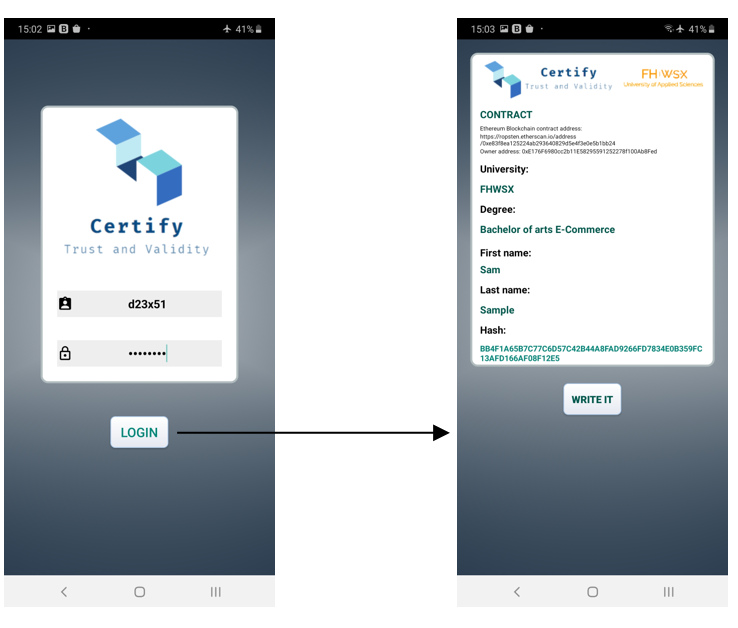 15:02
41%
Certify
Trust and Validity
d23x51
••••••••
LOGIN
15:03
41%
Certify
Trust and Validity
FH WSX
University of Applied Sciences
CONTRACT
Ethereum Blockchain contract address:
https://ropsten.etherscan.io/address
/0xe83f8ea125224ab293640829d5e4f3e0e5b1bb24
Owner address: 0xE176F6980cc2b11E58295591252278f100Ab8Fed
University:
FHWSX
Degree:
Bachelor of arts E-Commerce
First name:
Sam
Last name:
Sample
Hash:
BB4F1A65B7C77C6D57C42B44A8FAD9266FD7834E0B359FC
13AFD166AF08F12E5
WRITE IT